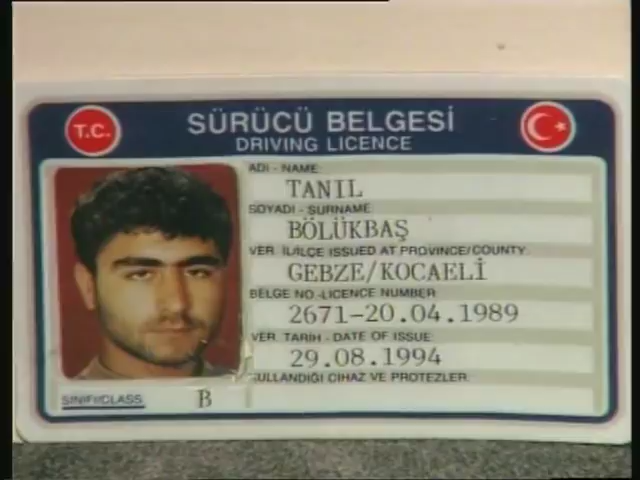 T.C.
SÜRÜCÜ BELGESİ
DRIVING LICENCE
ADI - NAME
TANIL
SOYADI - SURNAME
BÖLÜKBAŞ
VER. İLİLÇE ISSUED AT PROVINCE/COUNTY
GEBZE/KOCAELİ
BELGE NO -LICENCE NUMBER
2671-20.04.1989
VER. TARİH - DATE OF ISSUE
29.08.1994
KULLANDIĞI CİHAZ VE PROTEZLER
SINIFI/CLASS B